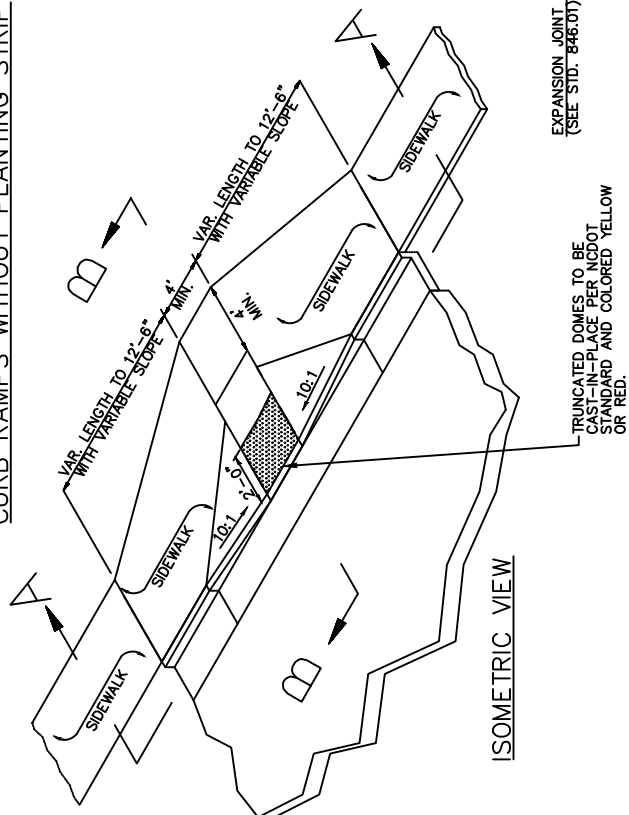 CURB RAMPS WITHOUT PLANTING STRIP
VAR. LENGTH TO 12'-6"
WITH VARIABLE SLOPE
4'
MIN.
VAR. LENGTH TO 12'-6"
WITH VARIABLE SLOPE
A
A
B
B
SIDEWALK
SIDEWALK
SIDEWALK
SIDEWALK
4'
MIN.
2'-0"
10:1
10:1
EXPANSION JOINT
(SEE STD. 846.01)
TRUNCATED DOMES TO BE
CAST-IN-PLACE PER NCDOT
STANDARD AND COLORED YELLOW
OR RED.
ISOMETRIC VIEW